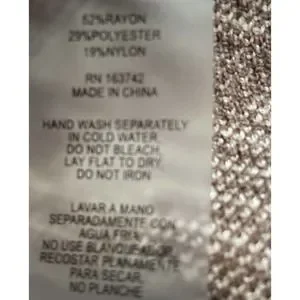 52%RAYON
29%POLYESTER
19%NYLON
RN 163742
MADE IN CHINA
HAND WASH SEPARATELY
IN COLD WATER
DO NOT BLEACH,
LAY FLAT TO DRY,
DO NOT IRON
LAVAR A MANO
SEPARADAMENTE CON
AGUA FRIA,
NO USE BLANQUEADOR,
RECOSTAR PLANAMENTE
PARA SECAR
NO PLANCHE